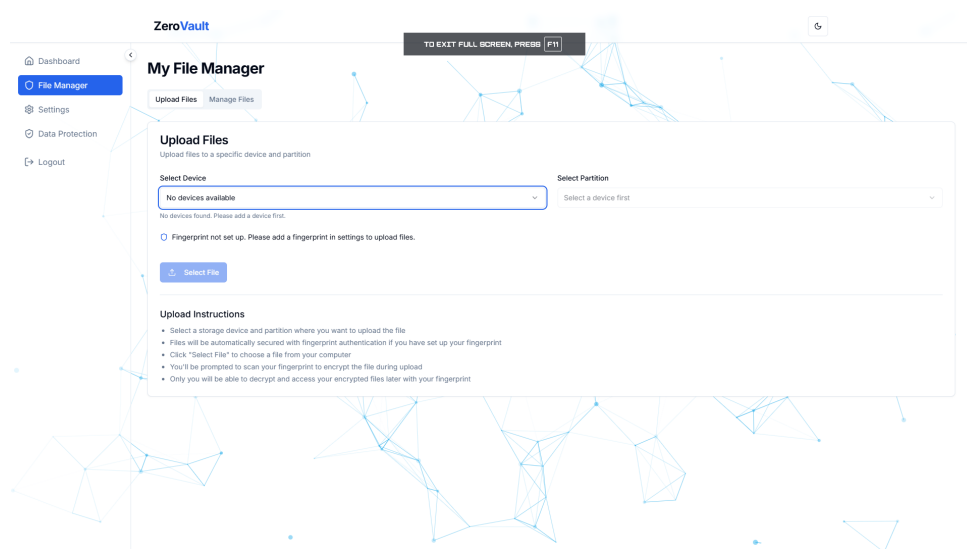 ZeroVault
TO EXIT FULL SCREEN, PRESS F11
Dashboard
File Manager
Settings
Data Protection
Logout
My File Manager
Upload Files
Manage Files
Upload Files
Upload files to a specific device and partition
Select Device
No devices available
No devices found. Please add a device first.
Select Partition
Select a device first
Fingerprint not set up. Please add a fingerprint in settings to upload files.
Select File
Upload Instructions
Select a storage device and partition where you want to upload the file
Files will be automatically secured with fingerprint authentication if you have set up your fingerprint
Click "Select File" to choose a file from your computer
You'll be prompted to scan your fingerprint to encrypt the file during upload
Only you will be able to decrypt and access your encrypted files later with your fingerprint